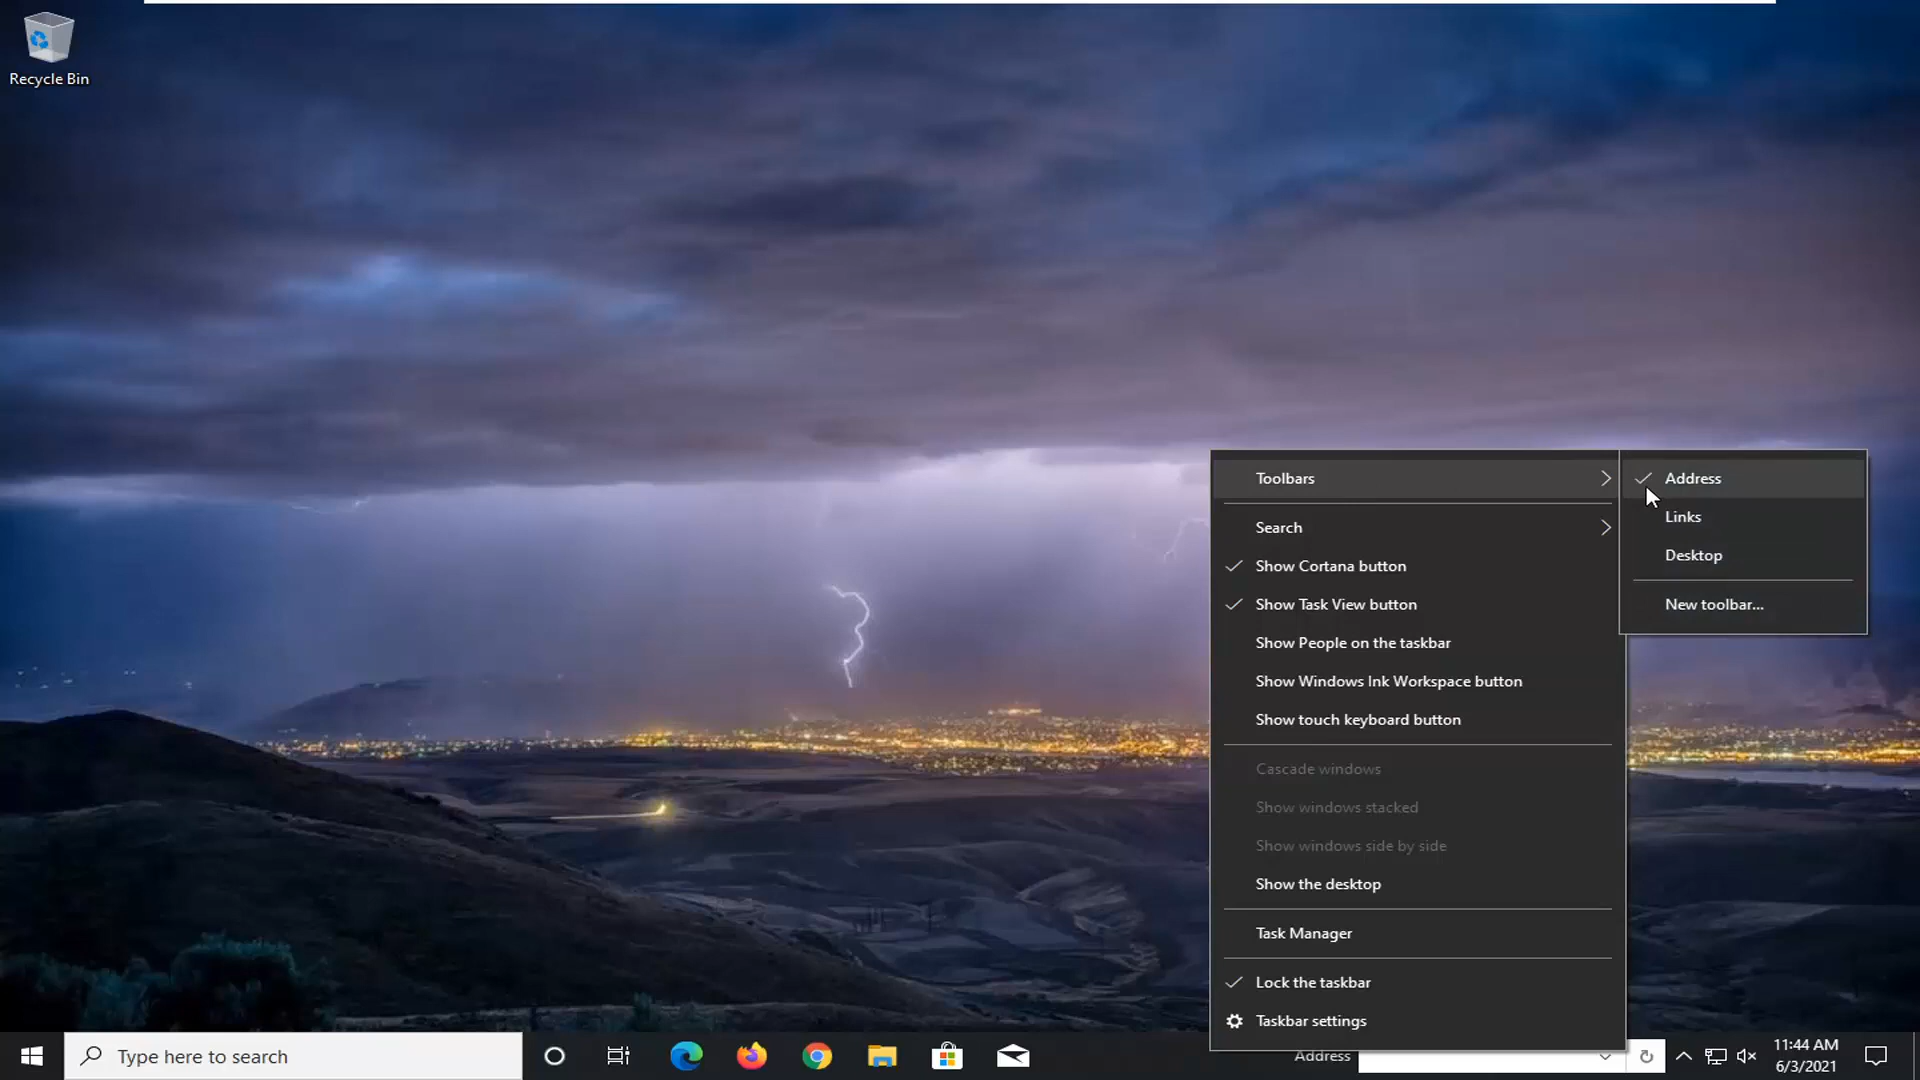 Recycle Bin
Toolbars
Search
Show Cortana button
Show Task View button
Show People on the taskbar
Show Windows Ink Workspace button
Show touch keyboard button
Cascade windows
Show windows stacked
Show windows side by side
Show the desktop
Task Manager
Lock the taskbar
Taskbar settings
Address
Links
Desktop
New toolbar...
Type here to search
Address
11:44 AM
6/3/2021